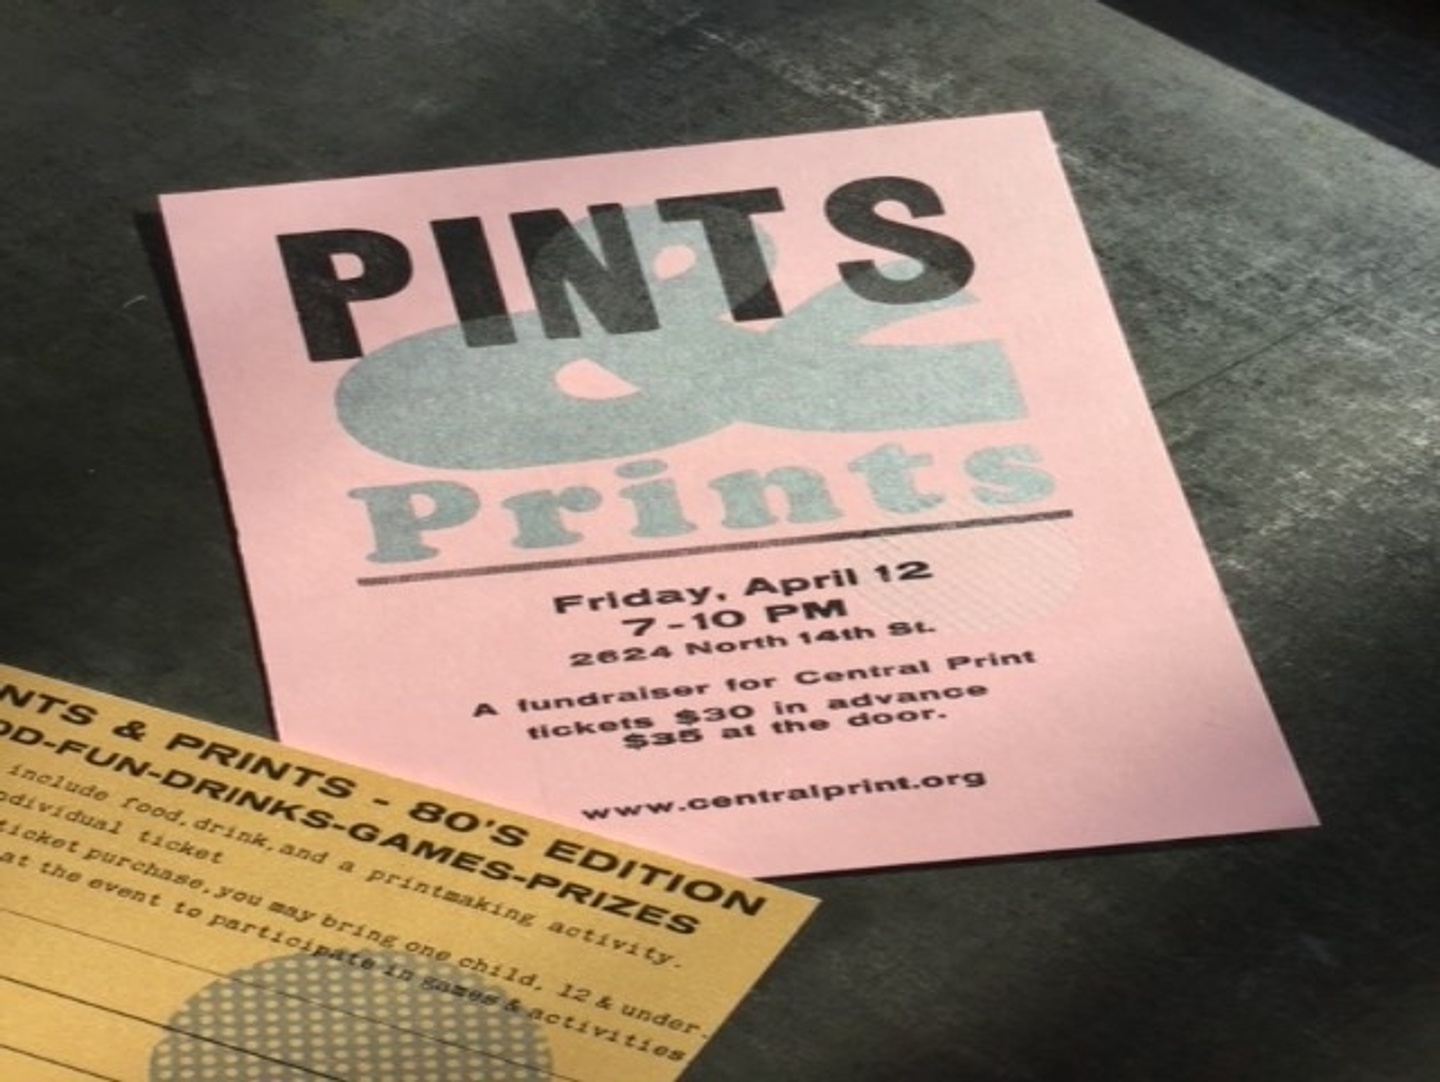 PINTS
&
Prints
Friday, April 12
7-10 PM
2624 North 14th St.
A fundraiser for Central Print
tickets $30 in advance
$35 at the door.
www.centralprint.org
NTS & PRINTS - 80'S EDITION
OD-FUN-DRINKS-GAMES-PRIZES
include food, drink, and a printmaking activity.
dividual ticket
ticket purchase, you may bring one child, 12 & under
at the event to participate in games & activities